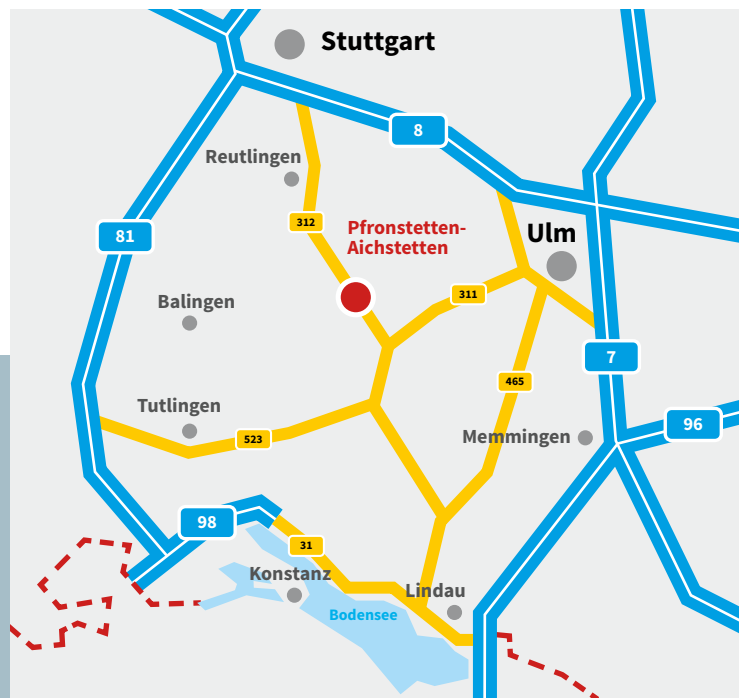 Stuttgart
8
Reutlingen
312
Pfronstetten-
Aichstetten
Ulm
81
311
Balingen
7
465
Tutlingen
523
Memmingen
96
98
31
Konstanz
Lindau
Bodensee